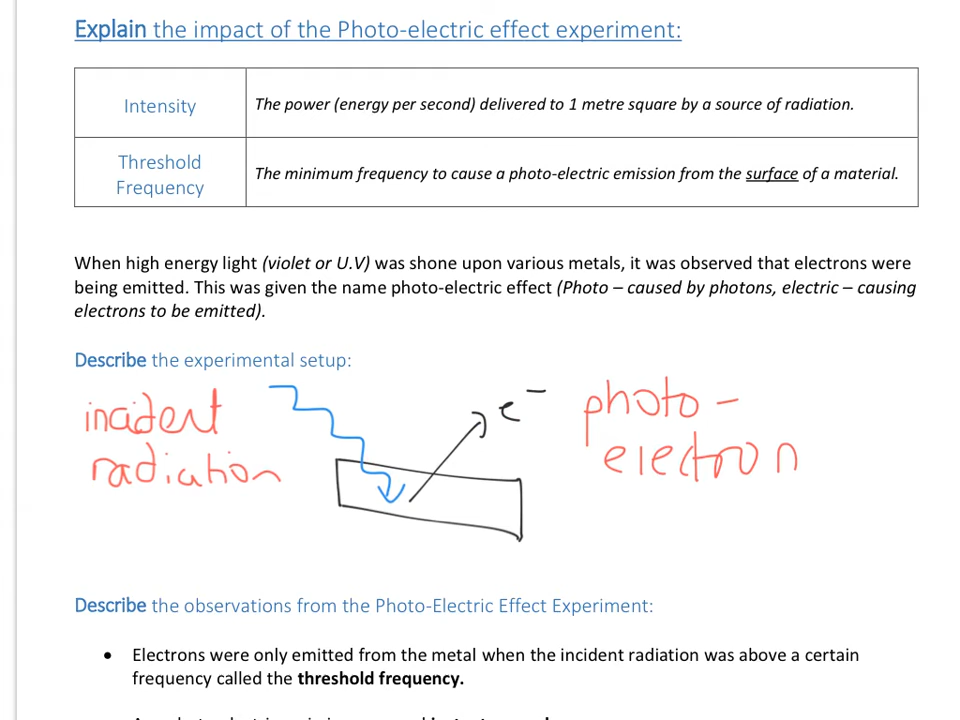 Explain the impact of the Photo-electric effect experiment:
Intensity
The power (energy per second) delivered to 1 metre square by a source of radiation.
Threshold
Frequency
The minimum frequency to cause a photo-electric emission from the surface of a material.
When high energy light (violet or U.V) was shone upon various metals, it was observed that electrons were
being emitted. This was given the name photo-electric effect (Photo – caused by photons, electric – causing
electrons to be emitted).
Describe the experimental setup:
incident
radiation
e⁻
photo -
electron
Describe the observations from the Photo-Electric Effect Experiment:
• Electrons were only emitted from the metal when the incident radiation was above a certain
frequency called the threshold frequency.